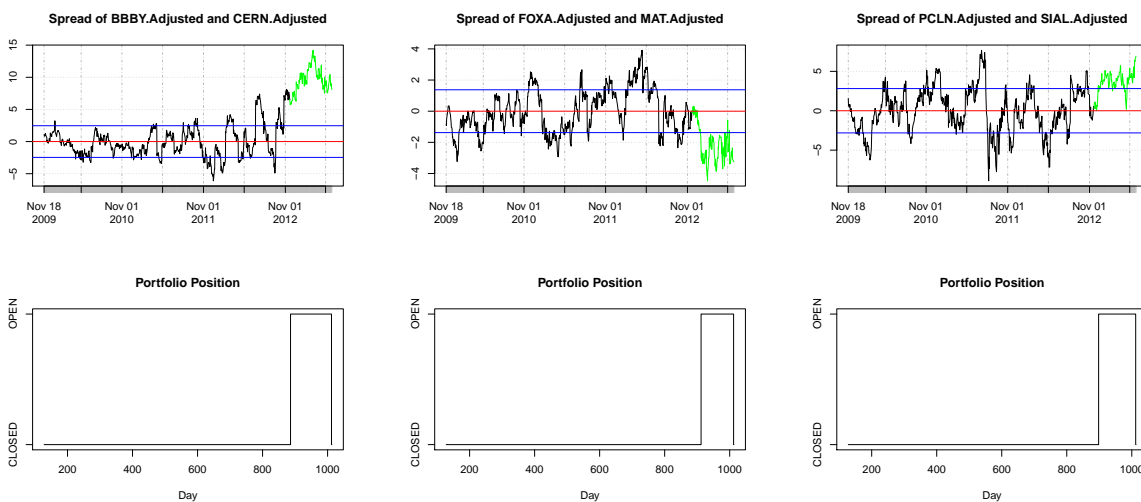 Spread of BBBY.Adjusted and CERN.Adjusted
15
10
5
0
−5
Nov 18
2009
Nov 01
2010
Nov 01
2011
Nov 01
2012
Spread of FOXA.Adjusted and MAT.Adjusted
4
2
0
−2
−4
Nov 18
2009
Nov 01
2010
Nov 01
2011
Nov 01
2012
Spread of PCLN.Adjusted and SIAL.Adjusted
5
0
−5
Nov 18
2009
Nov 01
2010
Nov 01
2011
Nov 01
2012
Portfolio Position
OPEN
CLOSED
200 400 600 800 1000
Day
Portfolio Position
OPEN
CLOSED
200 400 600 800 1000
Day
Portfolio Position
OPEN
CLOSED
200 400 600 800 1000
Day